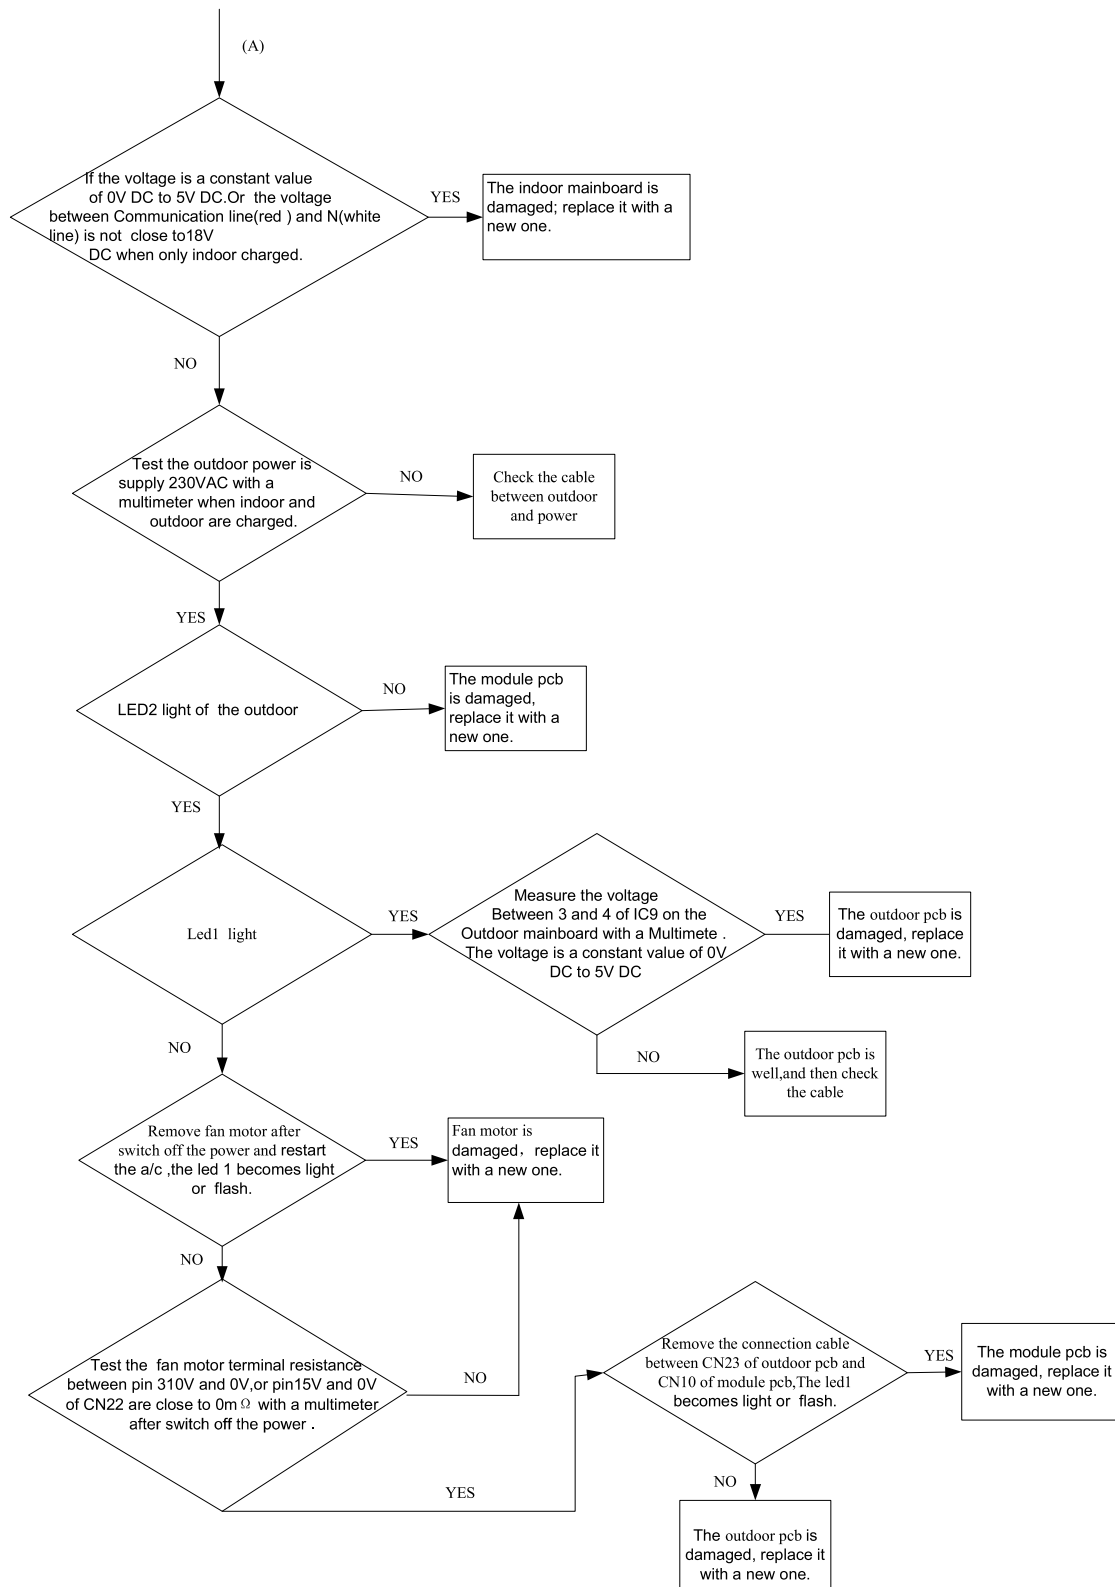 (A)
If the voltage is a constant value
of 0V DC to 5V DC.Or the voltage
between Communication line(red ) and N(white
line) is not close to18V
DC when only indoor charged.
YES
The indoor mainboard is
damaged; replace it with a
new one.
NO
Test the outdoor power is
supply 230VAC with a
multimeter when indoor and
outdoor are charged.
NO
Check the cable
between outdoor
and power
YES
LED2 light of the outdoor
NO
The module pcb
is damaged,
replace it with a
new one.
YES
Led1 light
YES
Measure the voltage
Between 3 and 4 of IC9 on the
Outdoor mainboard with a Multimete .
The voltage is a constant value of 0V
DC to 5V DC
YES
The outdoor pcb is
damaged, replace
it with a new one.
NO
The outdoor pcb is
well,and then check
the cable
NO
Remove fan motor after
switch off the power and restart
the a/c ,the led 1 becomes light
or flash.
YES
Fan motor is
damaged，replace it
with a new one.
NO
Test the fan motor terminal resistance
between pin 310V and 0V,or pin15V and 0V
of CN22 are close to 0mΩ with a multimeter
after switch off the power .
NO
YES
Remove the connection cable
between CN23 of outdoor pcb and
CN10 of module pcb,The led1
becomes light or flash.
YES
The module pcb is
damaged, replace it
with a new one.
NO
The outdoor pcb is
damaged, replace it
with a new one.